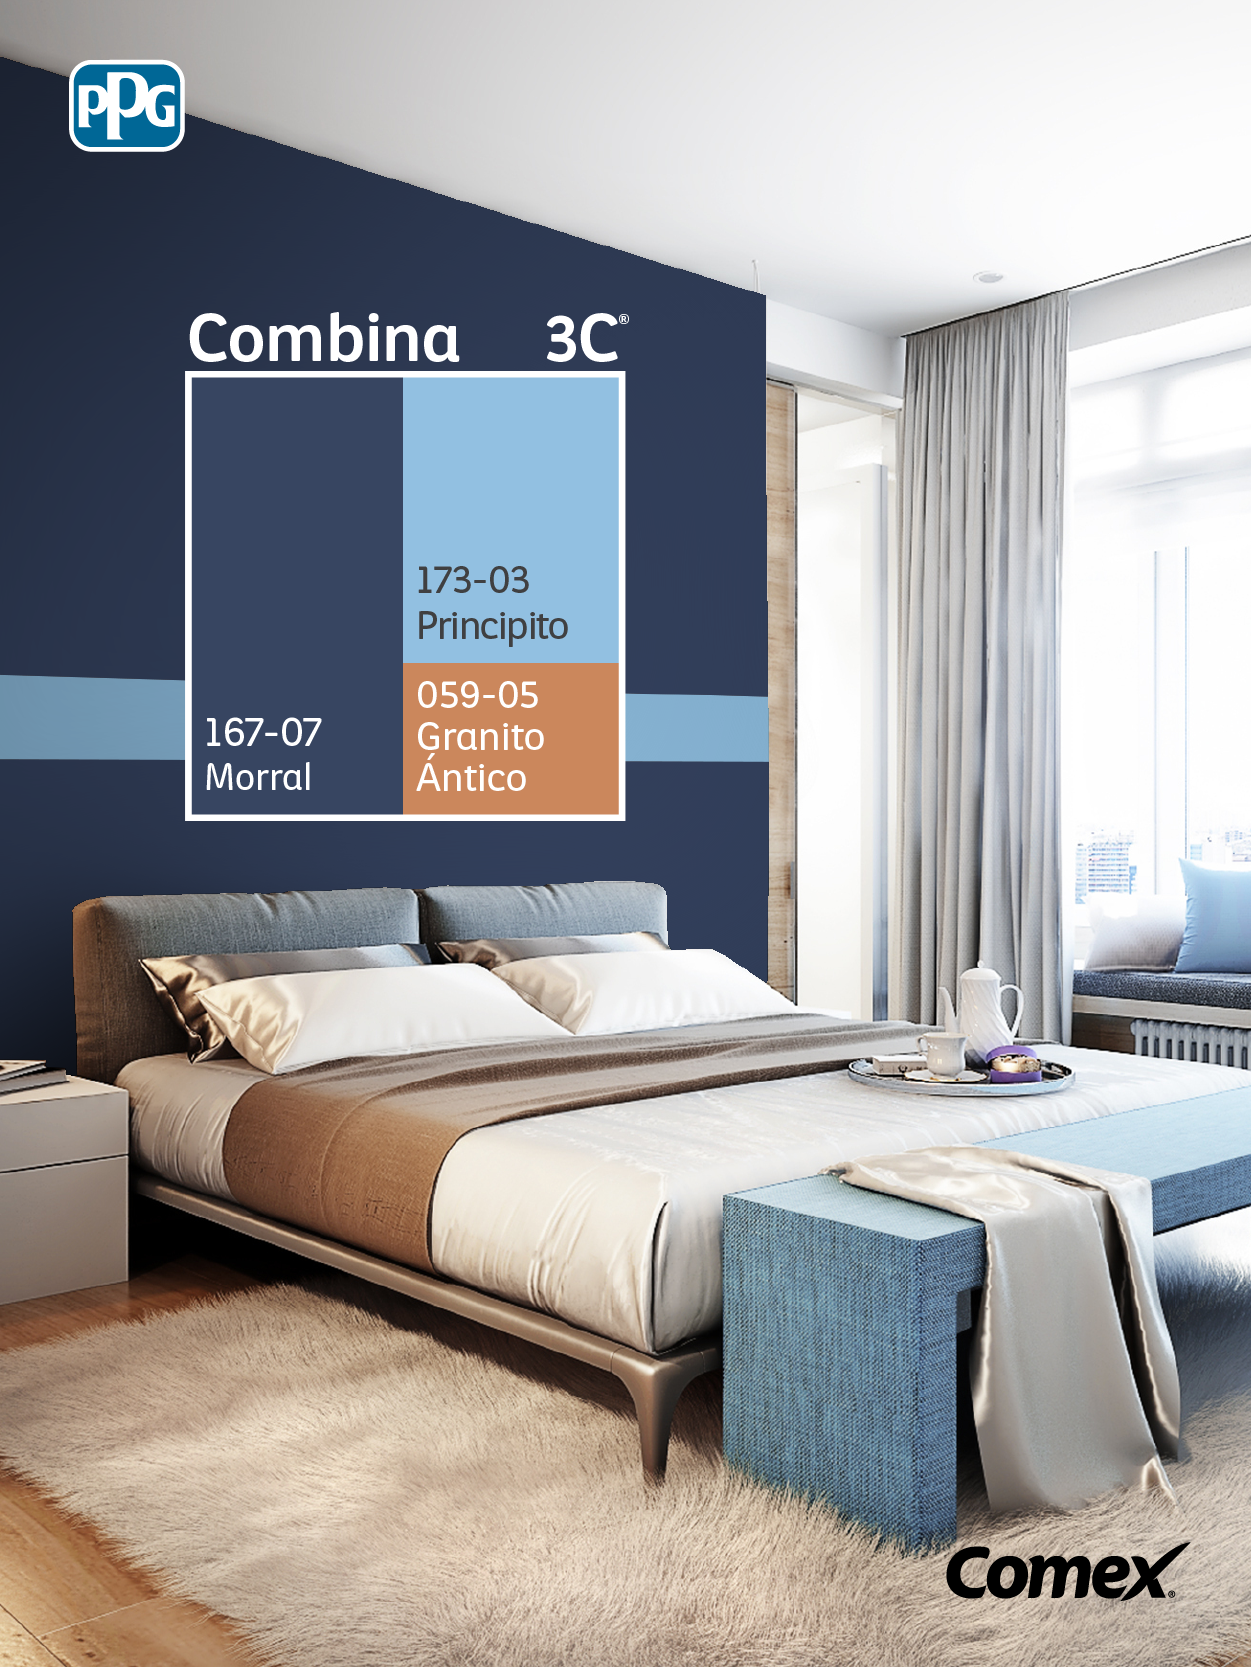 PPG
Combina 3C®
173-03
Principito
059-05
Granito
Ántico
167-07
Morral
Comex®